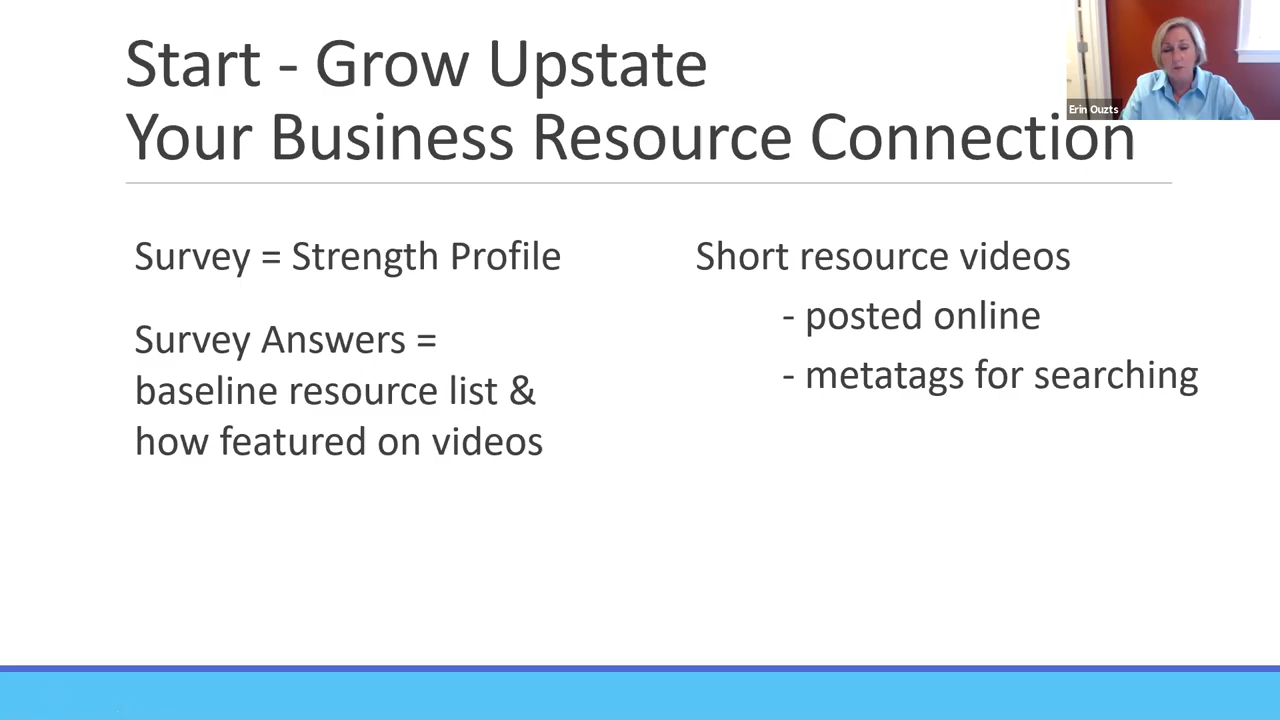 Start - Grow Upstate
Your Business Resource Connection
Erin Ouzts
Survey = Strength Profile
Survey Answers =
baseline resource list &
how featured on videos
Short resource videos
- posted online
- metatags for searching